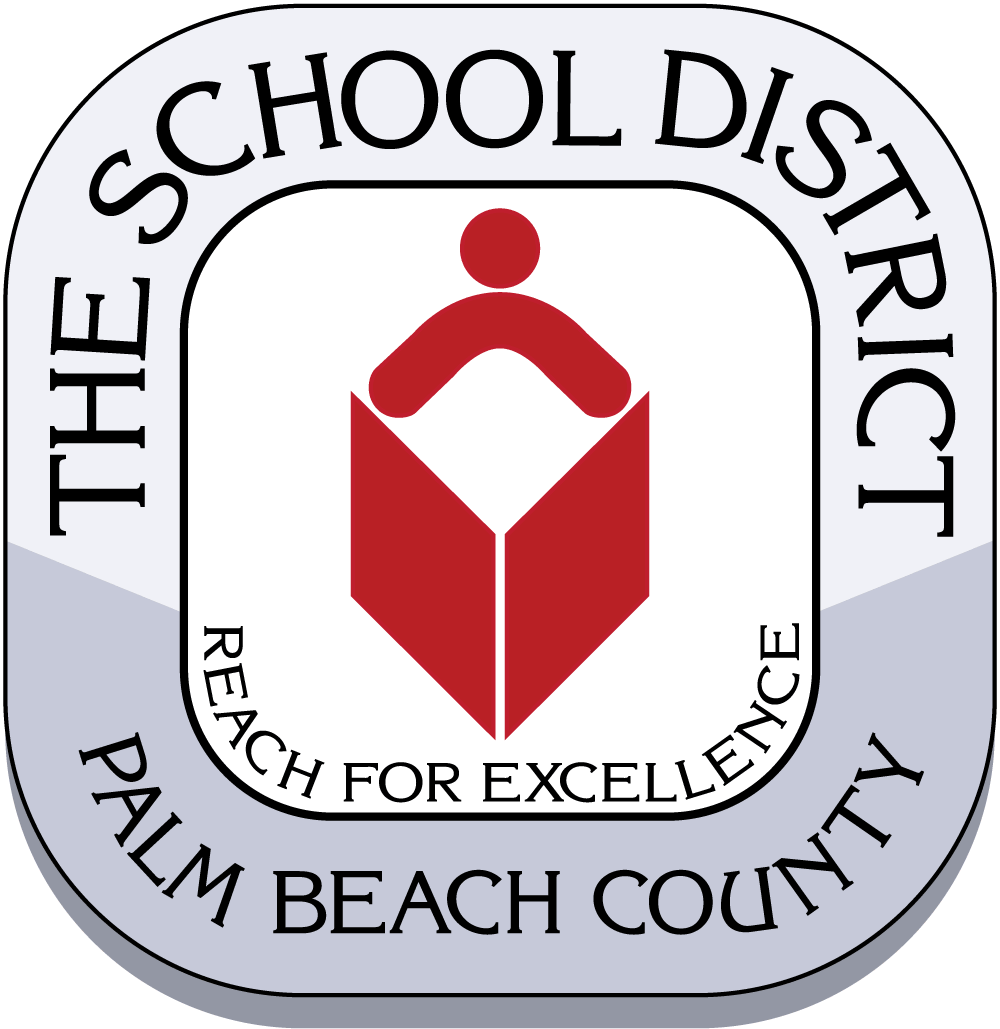 THE SCHOOL DISTRICT
REACH FOR EXCELLENCE
PALM BEACH COUNTY